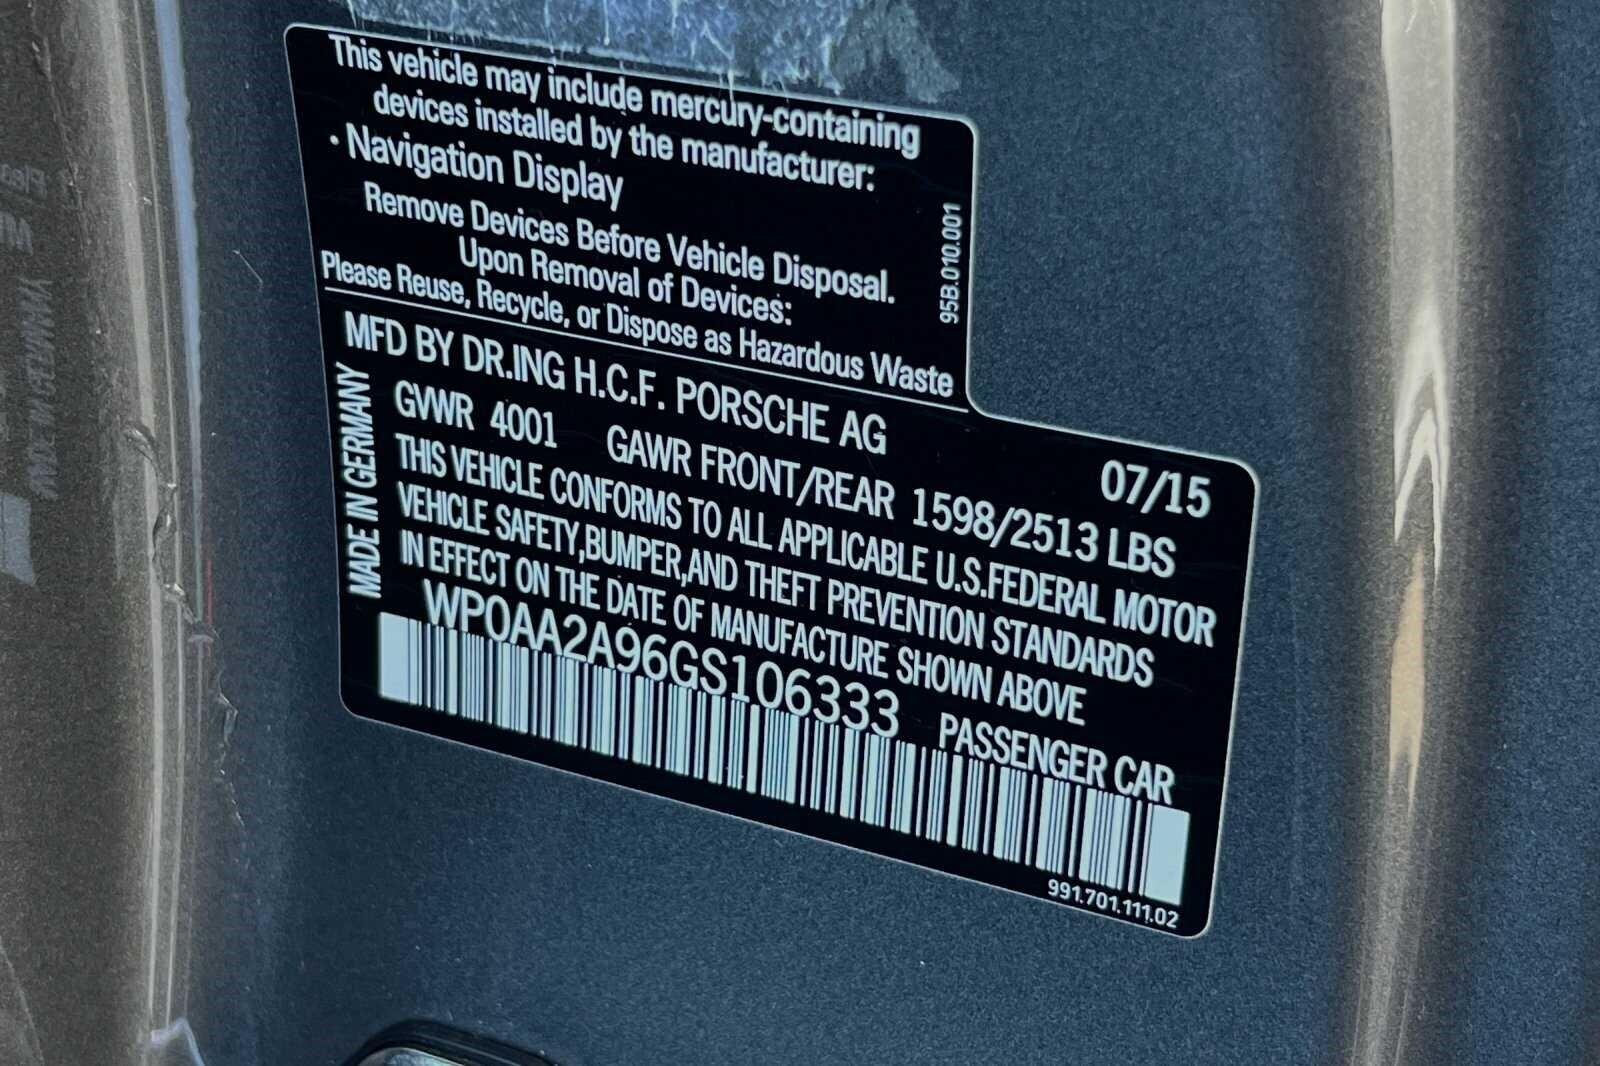 This vehicle may include mercury-containing
devices installed by the manufacturer:
· Navigation Display
Remove Devices Before Vehicle Disposal.
Upon Removal of Devices:
Please Reuse, Recycle, or Dispose as Hazardous Waste
95B.010.001
MFD BY DR.ING H.C.F. PORSCHE AG
07/15
GVWR 4001 GAWR FRONT/REAR 1598/2513 LBS
THIS VEHICLE CONFORMS TO ALL APPLICABLE U.S.FEDERAL MOTOR
VEHICLE SAFETY,BUMPER,AND THEFT PREVENTION STANDARDS
IN EFFECT ON THE DATE OF MANUFACTURE SHOWN ABOVE
MADE IN GERMANY
WP0AA2A96GS106333 PASSENGER CAR
991.701.111.02